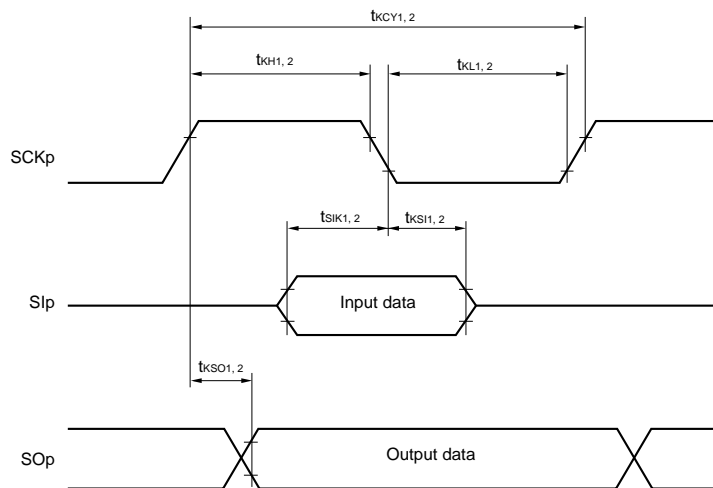 tKCY1, 2
tKH1, 2
tKL1, 2
SCKp
tSIK1, 2
tKSI1, 2
SIp
Input data
tKSO1, 2
SOp
Output data